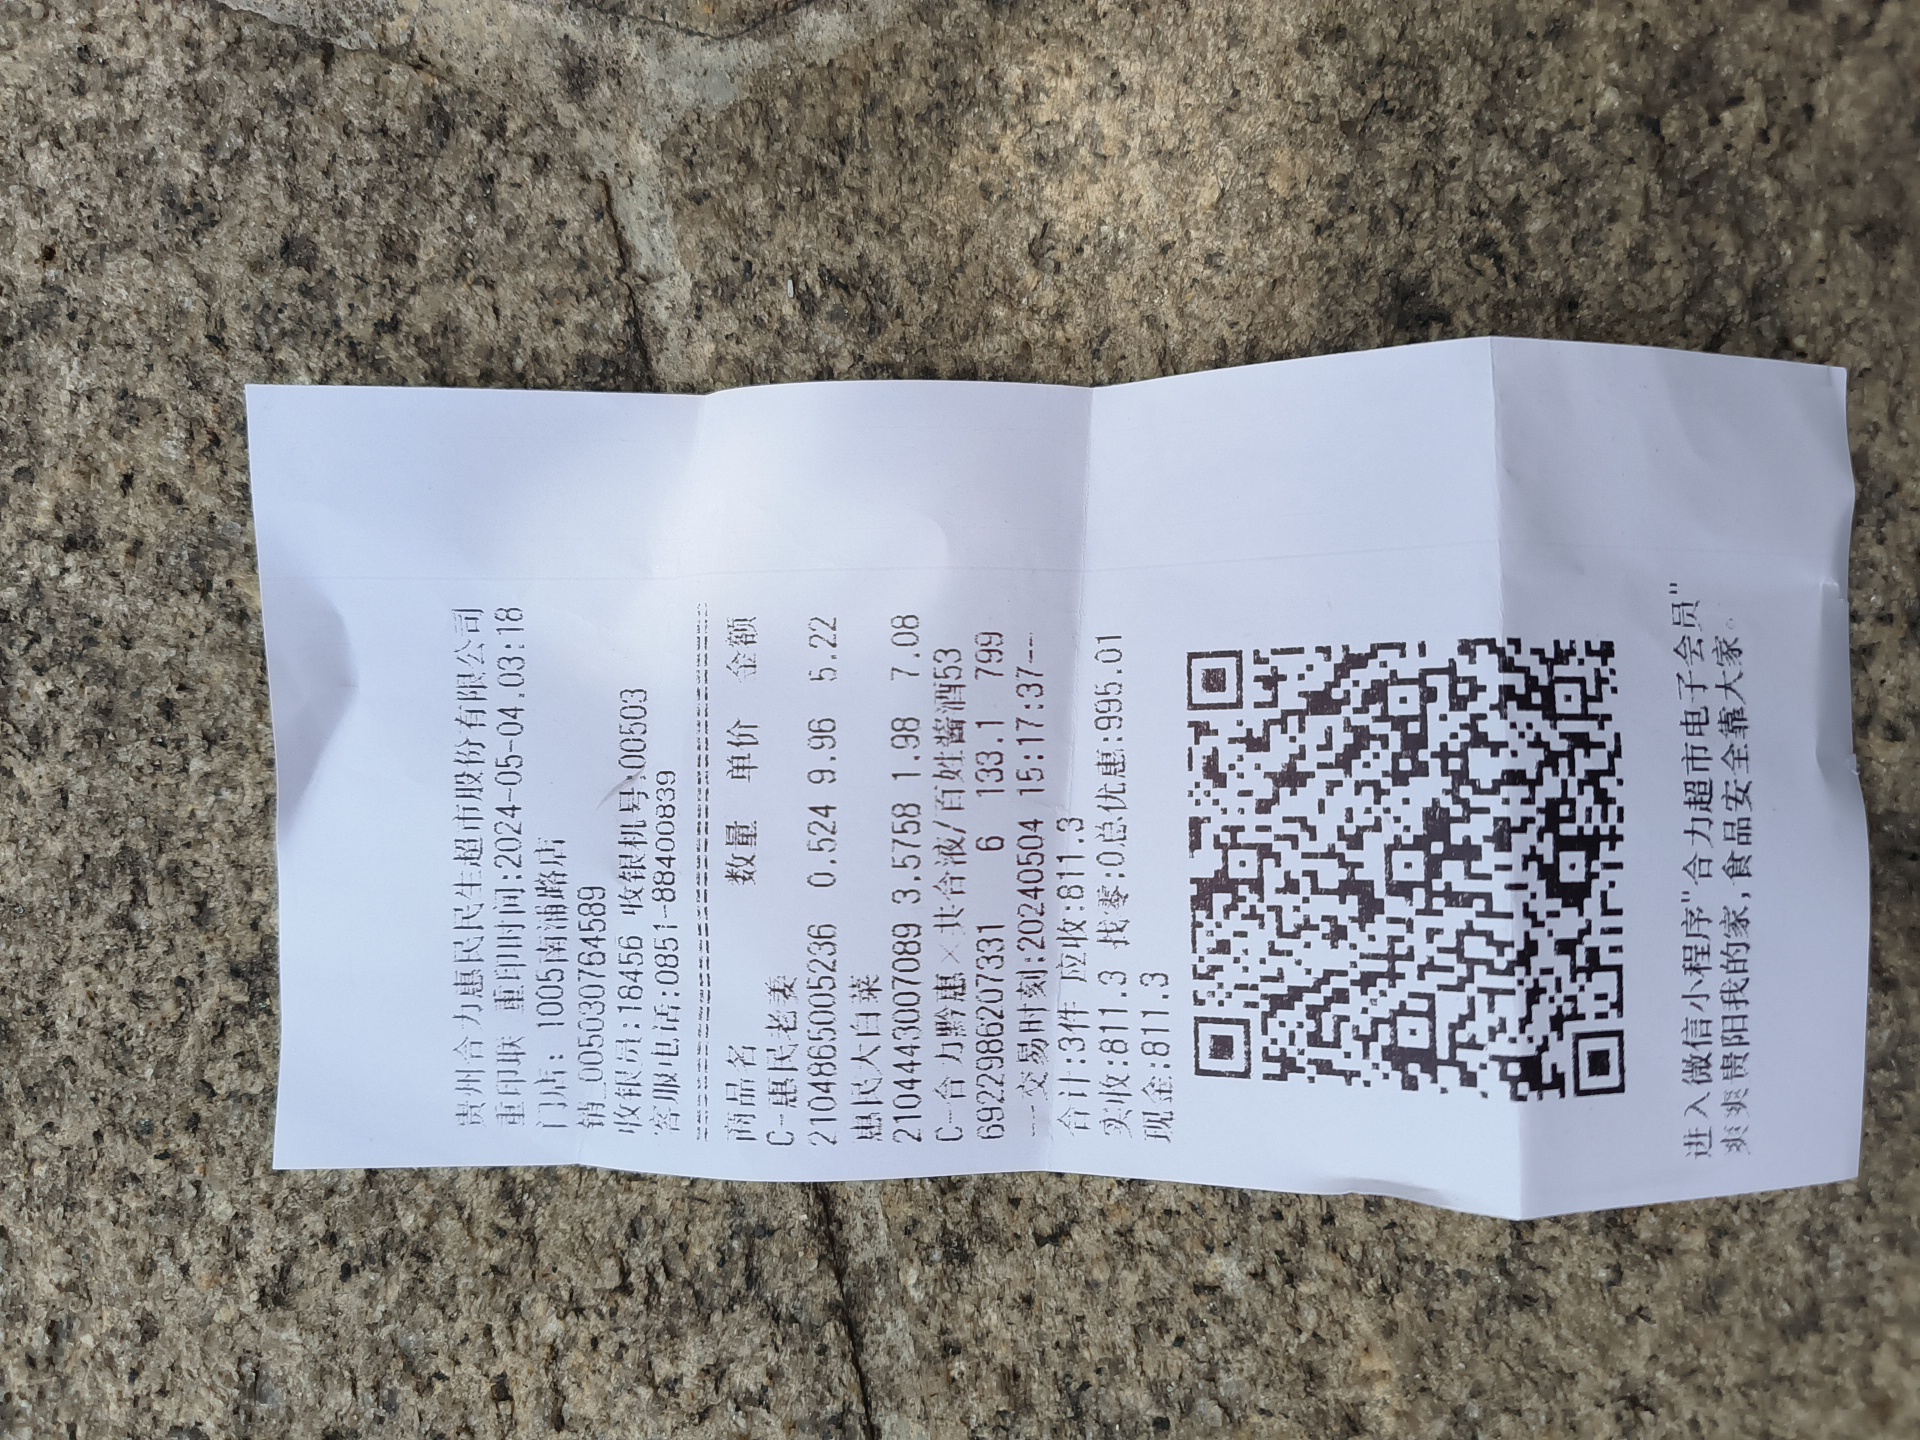 贵州合力惠民民生超市股份有限公司
重印联 重印时间:2024-05-04,03:18
门店: 1005南浦路店
销_00503076​4589
收银员:18456 收银机号:00503
客服电话:0851-88400839
商品名 数量 单价 金额
C-惠民老姜
2104865005236 0.524 9.96 5.22
惠民大白菜
2104443007089 3.5758 1.98 7.08
C-合力黔惠×共合液/百姓酱酒53
6922986207331 6 133.1 799
--交易时刻:20240504 15:17:37--
合计:3件 应收:811.3
实收:811.3 找零:0总优惠:995.01
现金:811.3
进入微信小程序"合力超市电子会员"
爽爽贵阳我的家,食品安全靠大家。